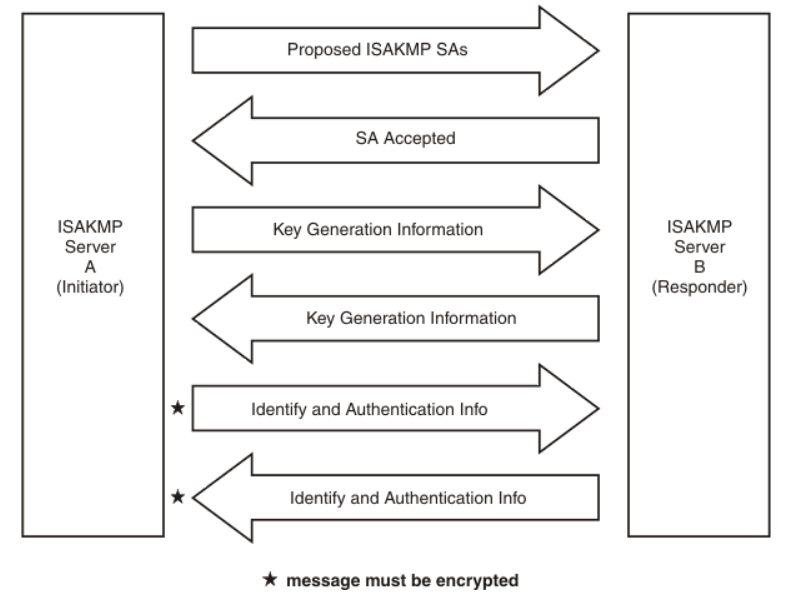 Proposed ISAKMP SAs
SA Accepted
ISAKMP
Server
A
(Initiator)
Key Generation Information
ISAKMP
Server
B
(Responder)
Key Generation Information
★ Identify and Authentication Info
★ Identify and Authentication Info
★ message must be encrypted